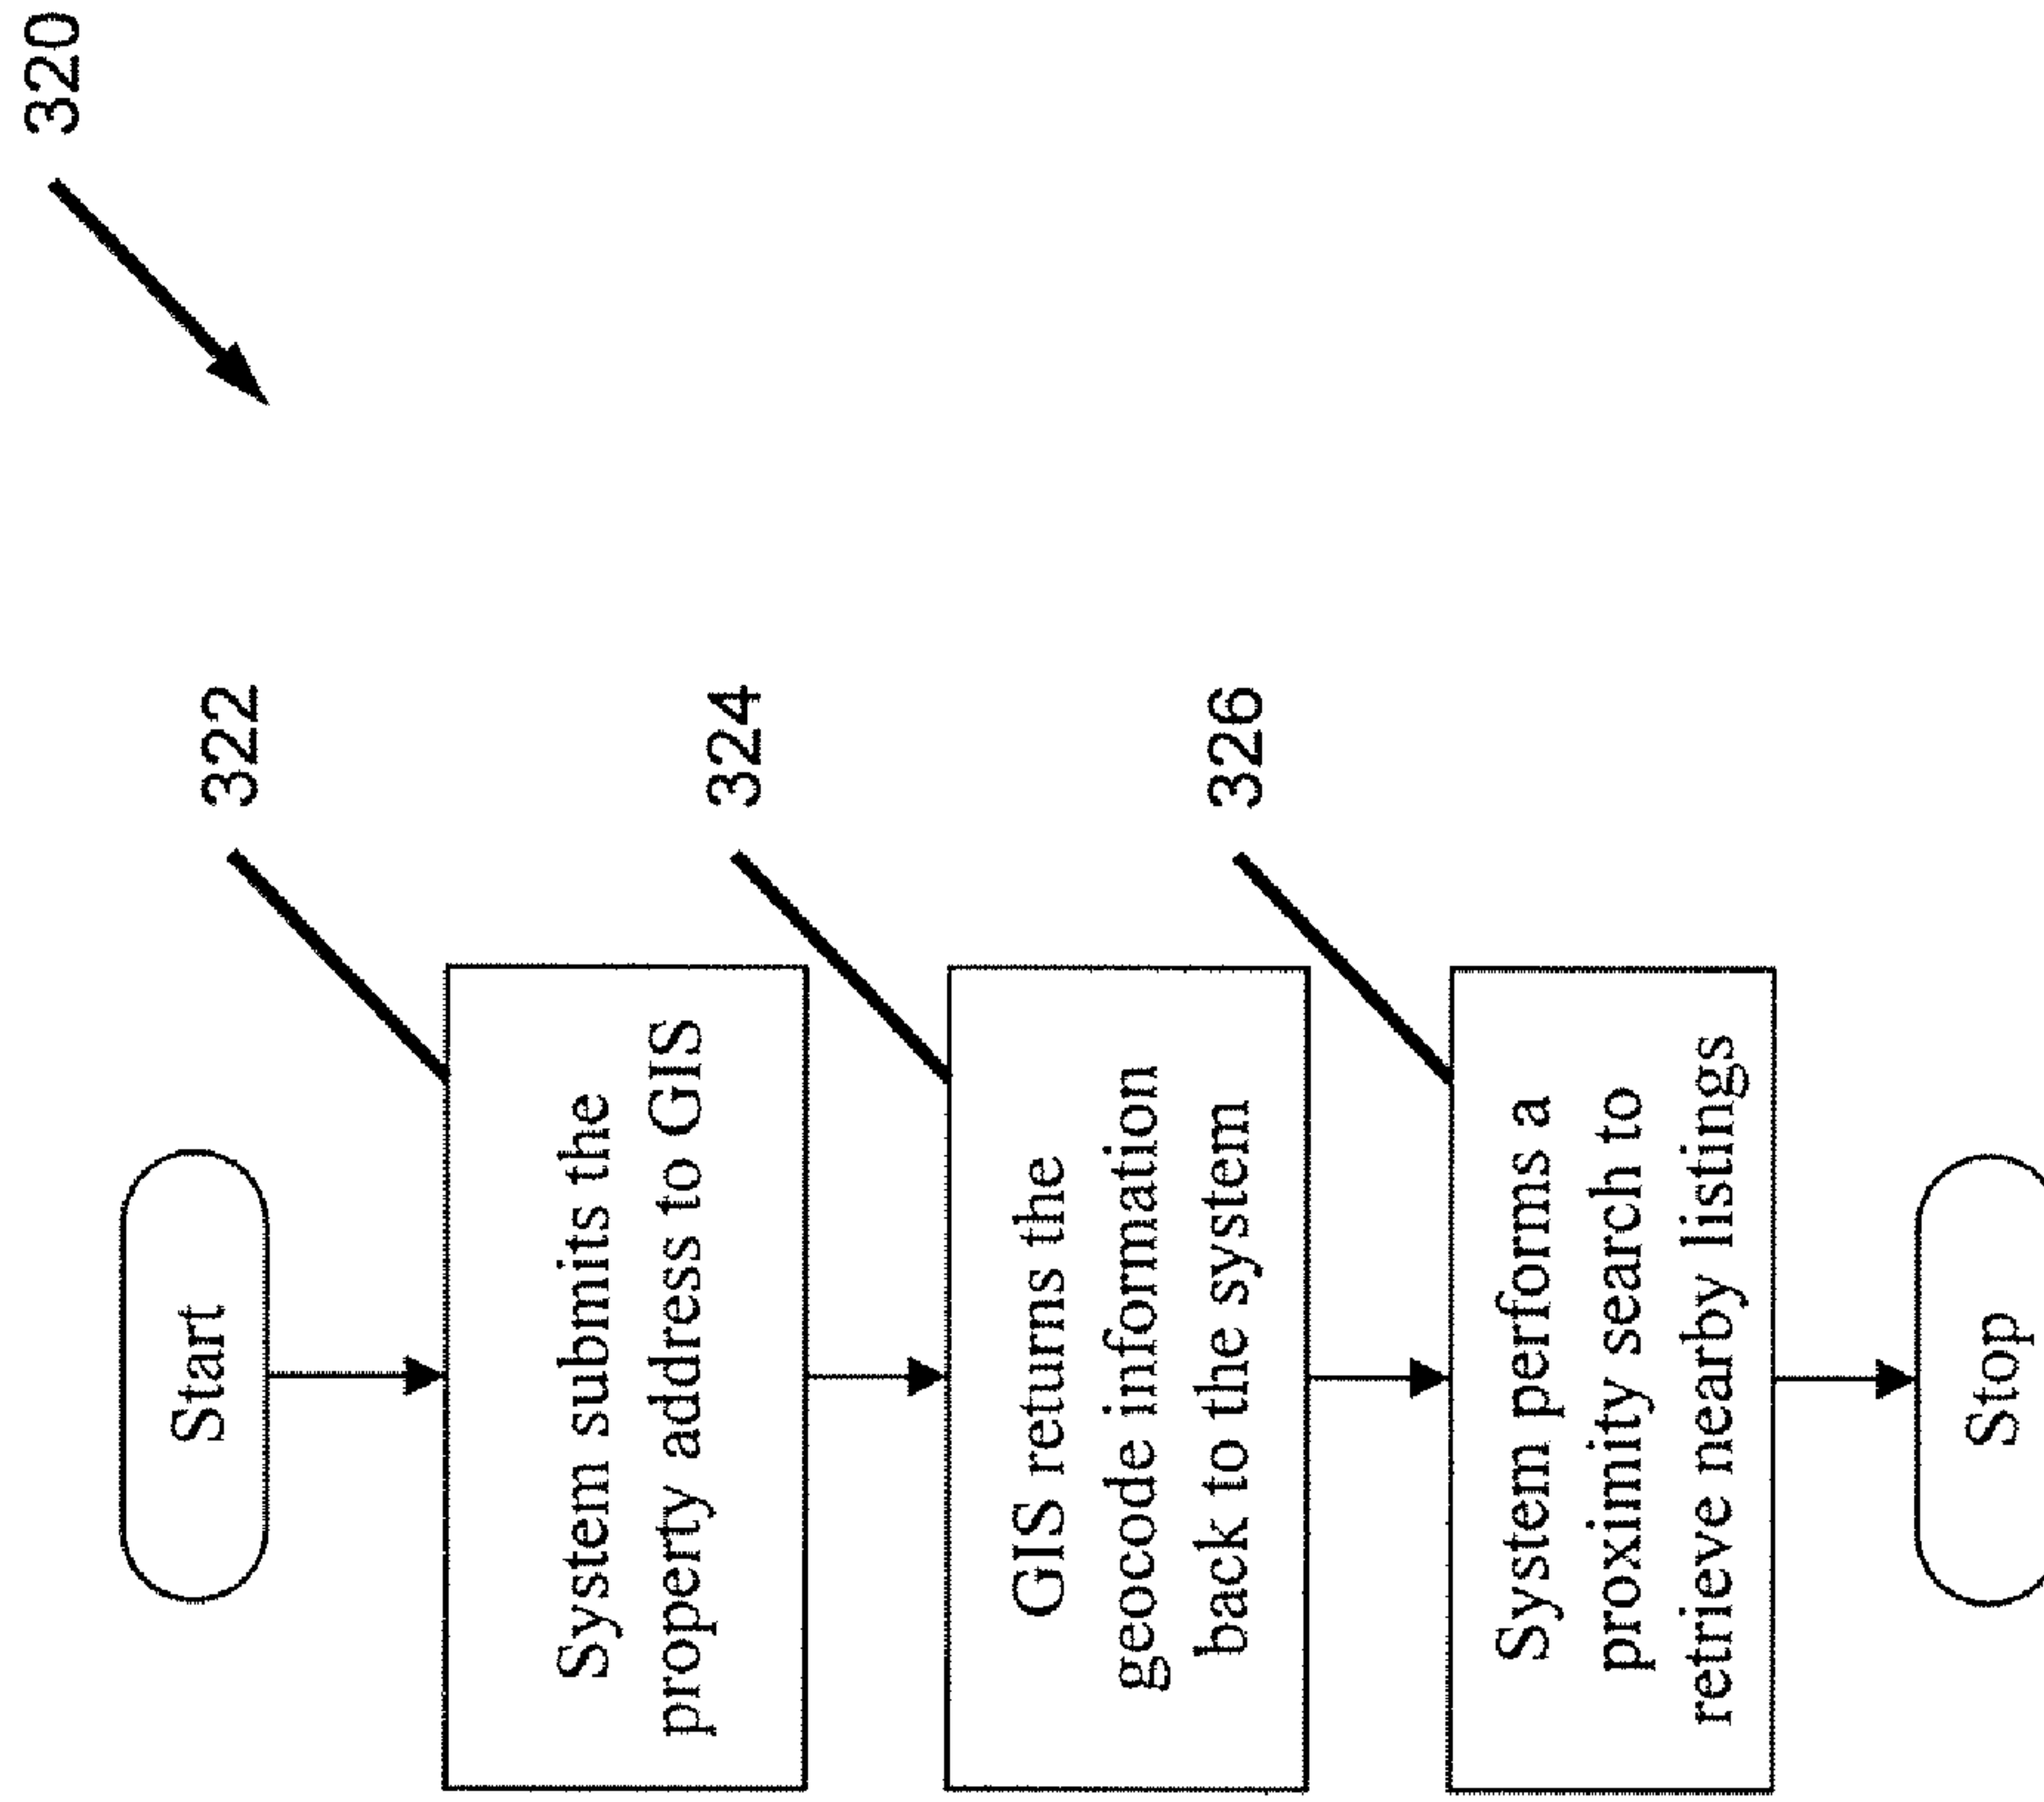 320
Start
322
System submits the
property address to GIS
324
GIS returns the
geocode information
back to the system
326
System performs a
proximity search to
retrieve nearby listings
Stop